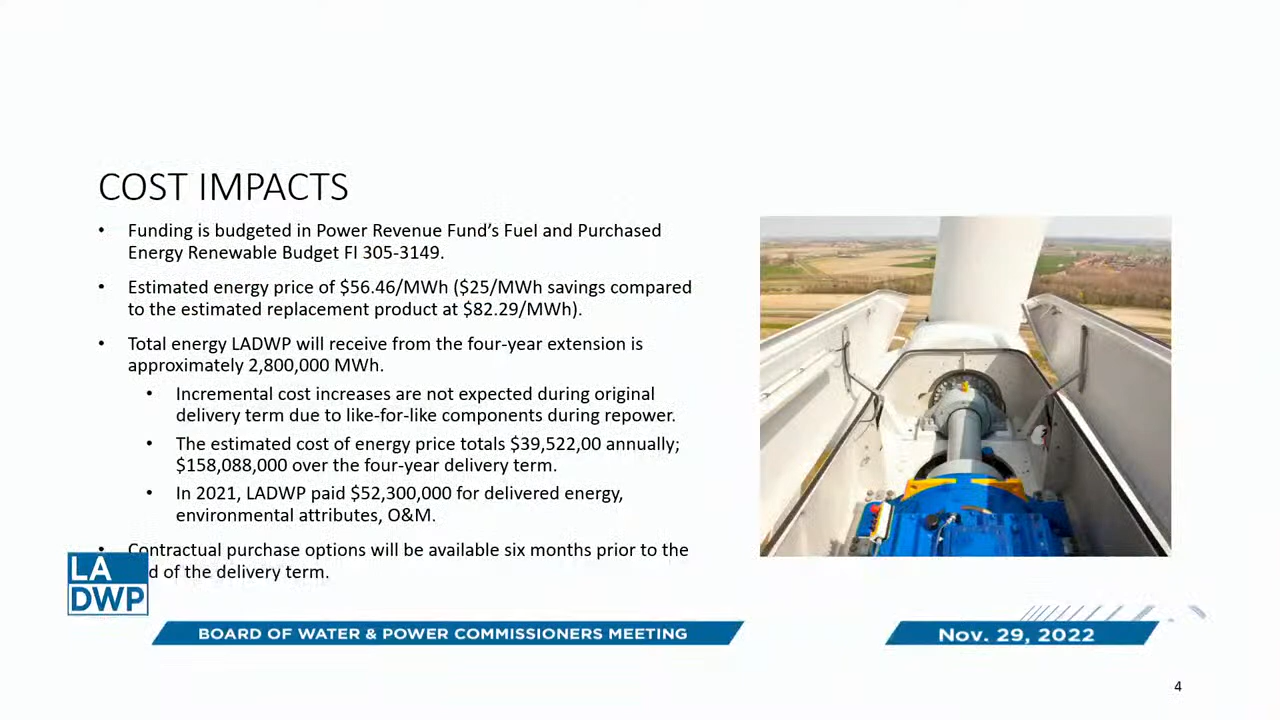 COST IMPACTS
• Funding is budgeted in Power Revenue Fund’s Fuel and Purchased
Energy Renewable Budget FI 305-3149.
• Estimated energy price of $56.46/MWh ($25/MWh savings compared
to the estimated replacement product at $82.29/MWh).
• Total energy LADWP will receive from the four-year extension is
approximately 2,800,000 MWh.
• Incremental cost increases are not expected during original
delivery term due to like-for-like components during repower.
• The estimated cost of energy price totals $39,522,00 annually;
$158,088,000 over the four-year delivery term.
• In 2021, LADWP paid $52,300,000 for delivered energy,
environmental attributes, O&M.
• Contractual purchase options will be available six months prior to the
d of the delivery term.
LA
DWP
BOARD OF WATER & POWER COMMISSIONERS MEETING
Nov. 29, 2022
4